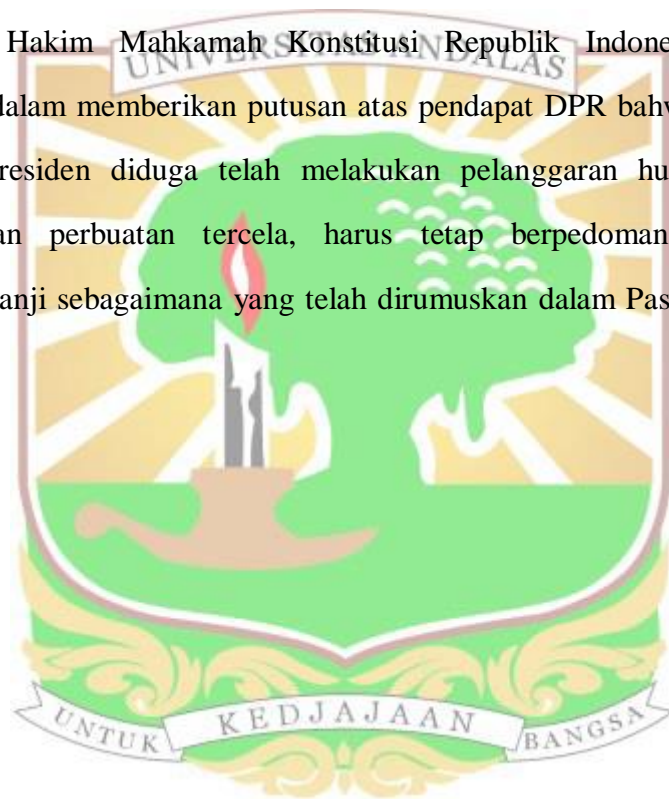 UNIVERSITAS ANDALAS
Hakim Mahkamah Konstitusi Republik Indone
dalam memberikan putusan atas pendapat DPR bahw
residen diduga telah melakukan pelanggaran hu
an perbuatan tercela, harus tetap berpedoman
anji sebagaimana yang telah dirumuskan dalam Pas
UNTUK KEDJAJAAN BANGSA